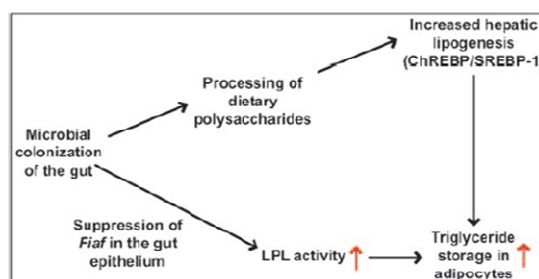 Increased hepatic
lipogenesis
(ChREBP/SREBP-1
Processing of
dietary
polysaccharides
Microbial
colonization
of the gut
Suppression of
Fiaf in the gut
epithelium
LPL activity
Triglyceride
storage in
adipocytes